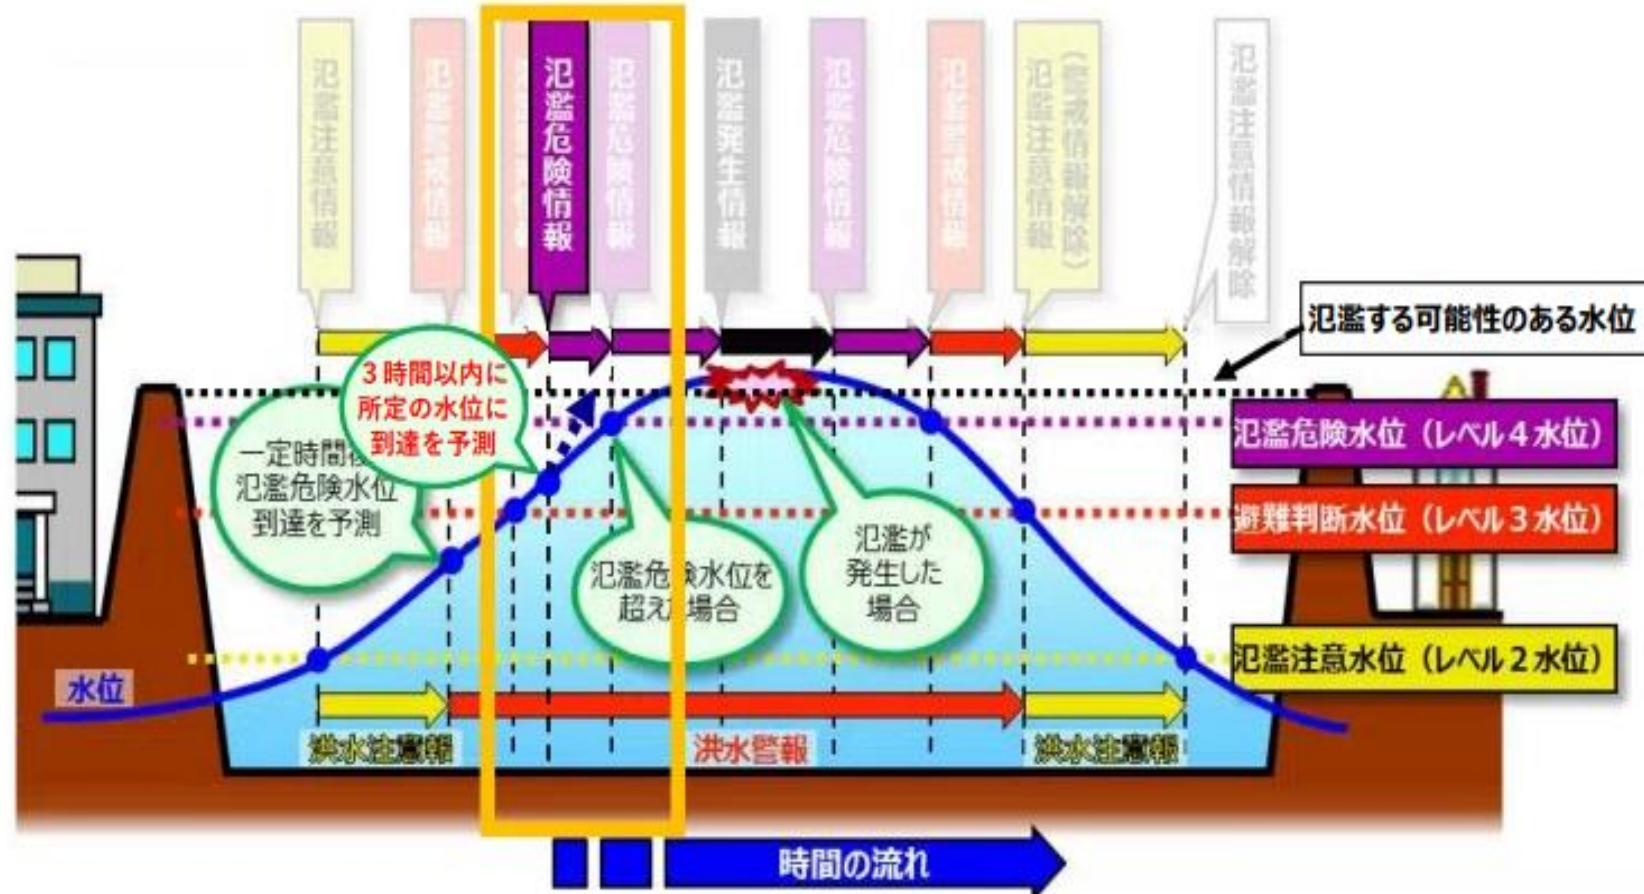 氾濫注意情報
氾濫警戒情報
氾濫危険情報
氾濫危険情報
氾濫発生情報
氾濫危険情報
氾濫警戒情報
氾濫注意情報
(警戒情報解除)
氾濫注意情報解除
氾濫する可能性のある水位
3時間以内に
所定の水位に
到達を予測
一定時間後
氾濫危険水位
到達を予測
氾濫危険水位を
超えた場合
氾濫が
発生した
場合
氾濫危険水位(レベル4水位)
避難判断水位(レベル3水位)
氾濫注意水位(レベル2水位)
水位
洪水注意報
洪水警報
洪水注意報
時間の流れ